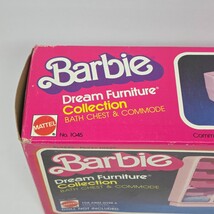 Barbie
Dream Furniture
Collection
BATH CHEST & COMMODE
MATTEL
No. 1045
Barbie
Dream Furniture
Collection
BATH CHEST & COMMODE